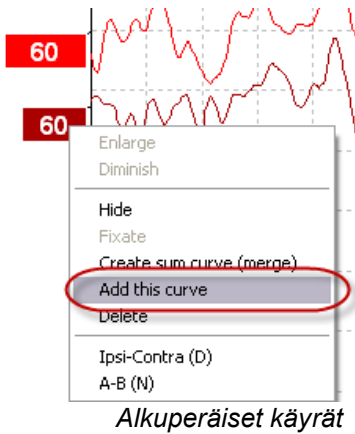 60
60
Enlarge
Diminish
Hide
Fixate
Create sum curve (merge)
Add this curve
Delete
Ipsi-Contra (D)
A-B (N)
Alkuperäiset käyrät